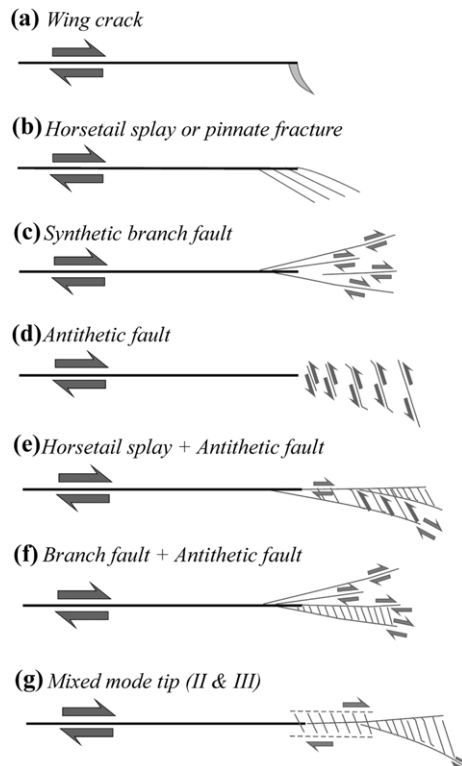 (a) Wing crack
(b) Horsetail splay or pinnate fracture
(c) Synthetic branch fault
(d) Antithetic fault
(e) Horsetail splay + Antithetic fault
(f) Branch fault + Antithetic fault
(g) Mixed mode tip (II & III)